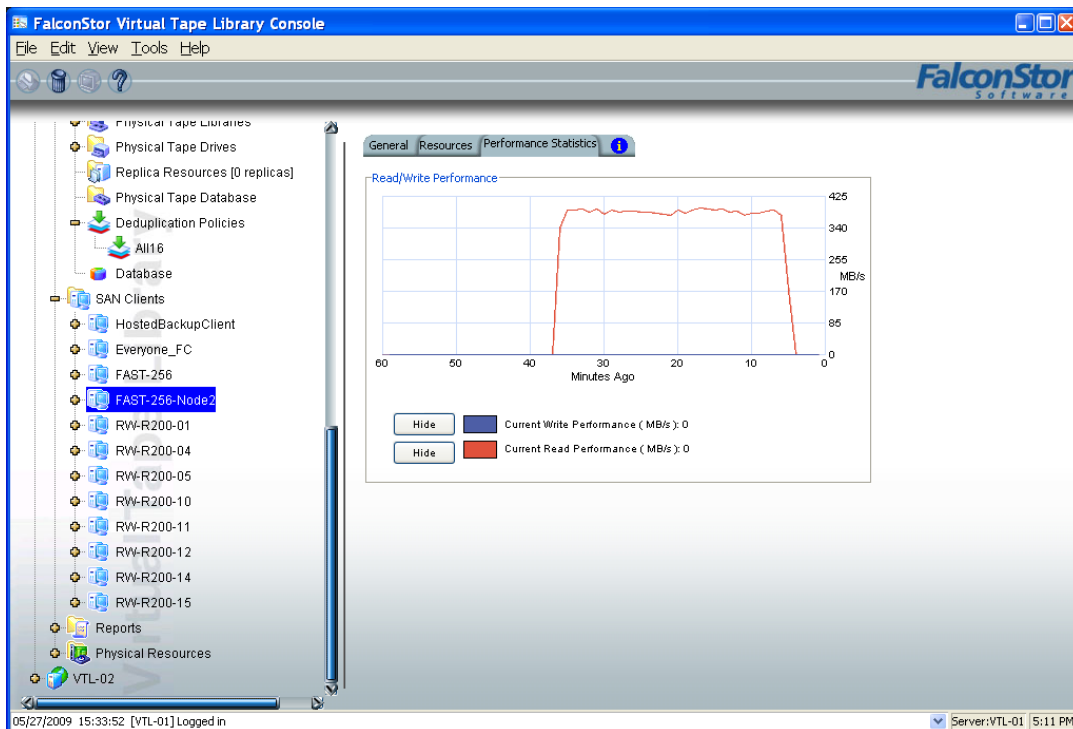 FalconStor Virtual Tape Library Console
File Edit View Tools Help
FalconStor
Software
Physical Tape Libraries
Physical Tape Drives
Replica Resources [0 replicas]
Physical Tape Database
Deduplication Policies
All16
Database
SAN Clients
HostedBackupClient
Everyone_FC
FAST-256
FAST-256-Node2
RW-R200-01
RW-R200-04
RW-R200-05
RW-R200-10
RW-R200-11
RW-R200-12
RW-R200-14
RW-R200-15
Reports
Physical Resources
VTL-02
VirtualTapeLibrary
General Resources Performance Statistics
Read/Write Performance
425
340
255
MB/s
170
85
0
60 50 40 30 20 10 0
Minutes Ago
Hide Current Write Performance ( MB/s ): 0
Hide Current Read Performance ( MB/s ): 0
05/27/2009 15:33:52 [VTL-01] Logged in Server:VTL-01 5:11 PM